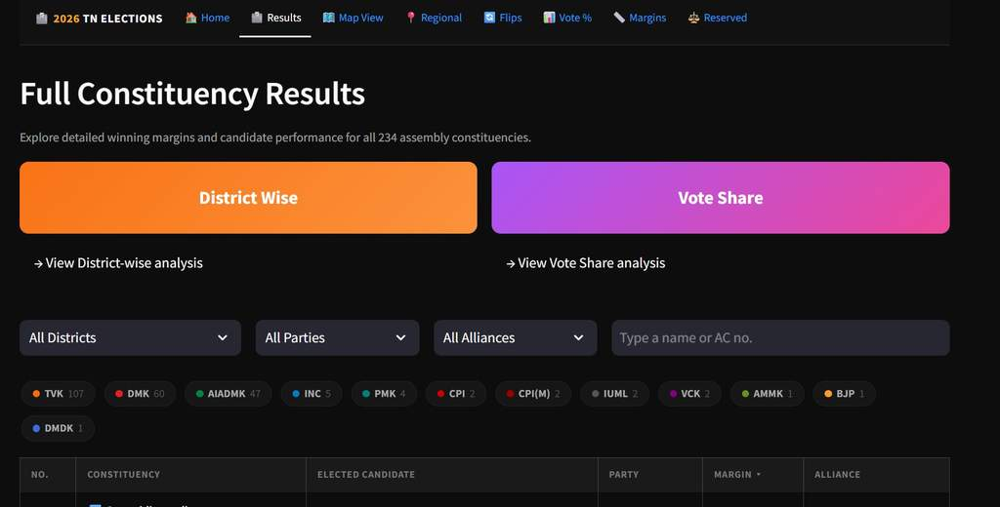 2026 TN ELECTIONS Home Results Map View Regional Flips Vote % Margins Reserved
Full Constituency Results
Explore detailed winning margins and candidate performance for all 234 assembly constituencies.
District Wise Vote Share
→ View District-wise analysis → View Vote Share analysis
All Districts All Parties All Alliances Type a name or AC no.
TVK 107 DMK 60 AIADMK 47 INC 5 PMK 4 CPI 2 CPI(M) 2 IUML 2 VCK 2 AMMK 1 BJP 1
DMDK 1
NO. CONSTITUENCY ELECTED CANDIDATE PARTY MARGIN ▼ ALLIANCE